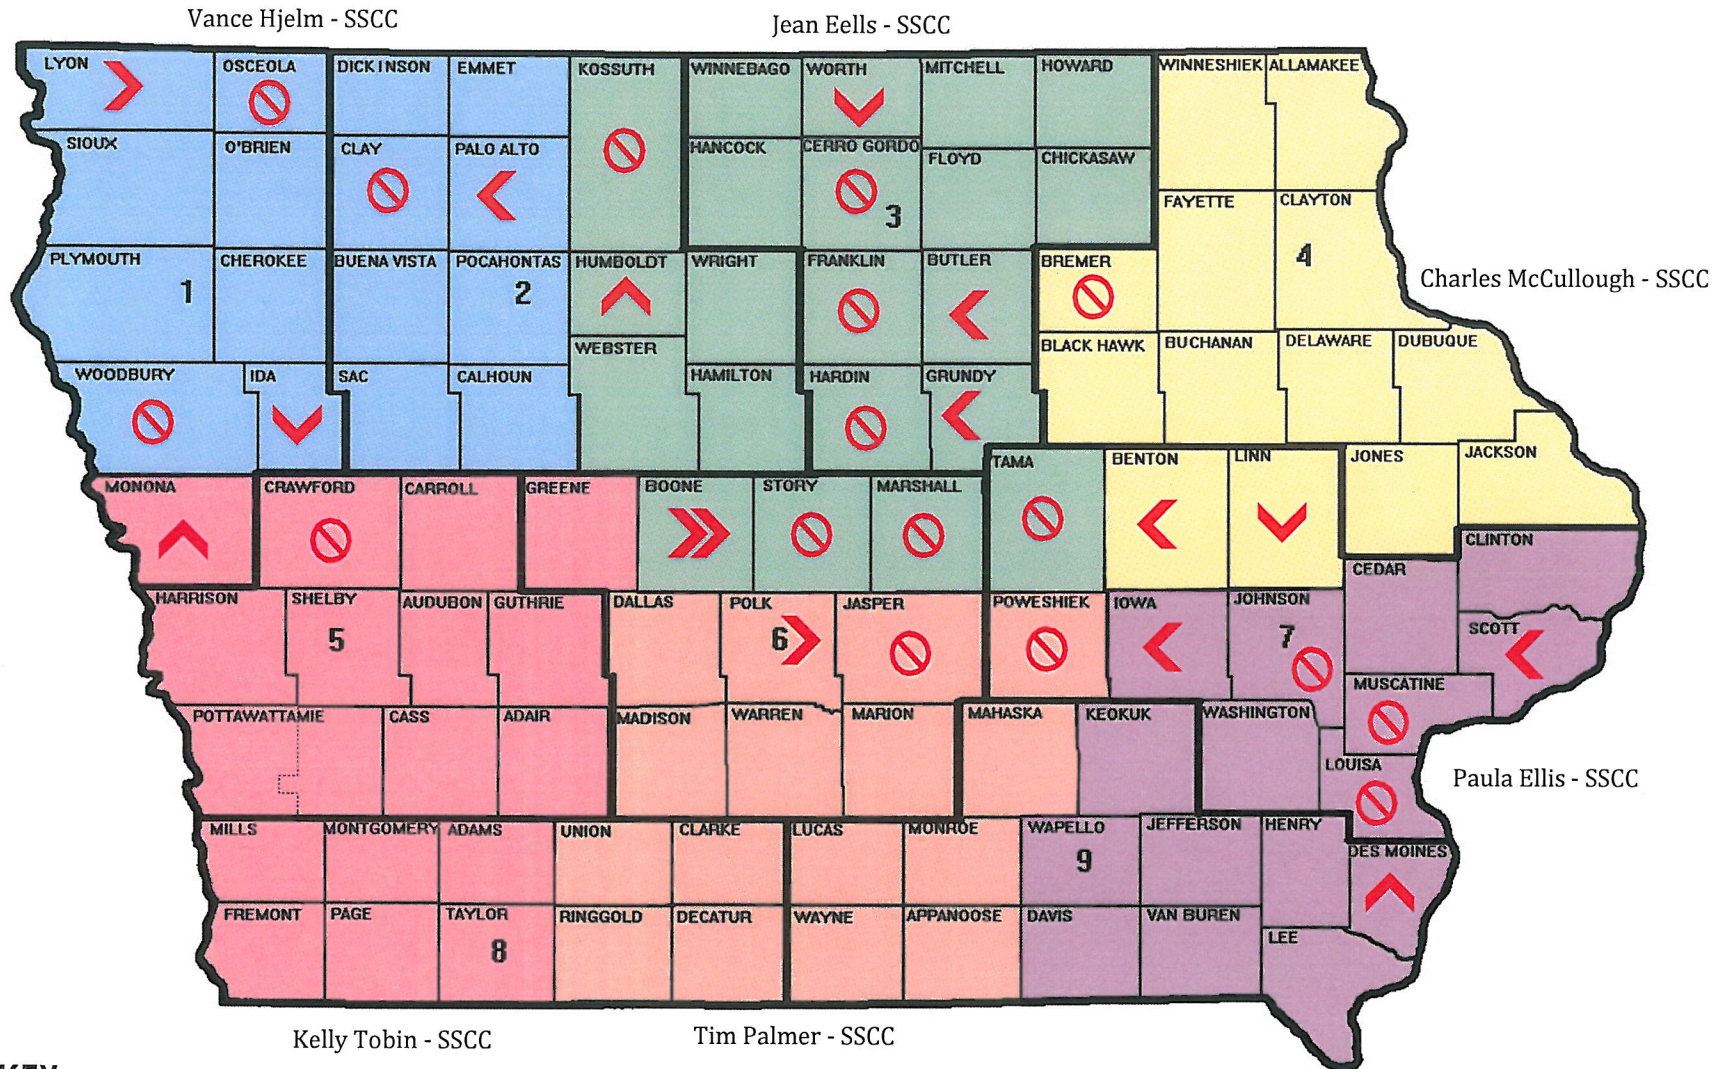 Vance Hjelm - SSCC
Jean Eells - SSCC
LYON
OSCEOLA
DICKINSON
EMMET
KOSSUTH
WINNEBAGO
WORTH
MITCHELL
HOWARD
WINNESHIEK
ALLAMAKEE
SIOUX
O'BRIEN
CLAY
PALO ALTO
HANCOCK
CERRO GORDO
3
FLOYD
CHICKASAW
FAYETTE
CLAYTON
4
PLYMOUTH
1
CHEROKEE
BUENA VISTA
POCAHONTAS
2
HUMBOLDT
WRIGHT
FRANKLIN
BUTLER
BREMER
Charles McCullough - SSCC
WEBSTER
BLACK HAWK
BUCHANAN
DELAWARE
DUBUQUE
WOODBURY
IDA
SAC
CALHOUN
HAMILTON
HARDIN
GRUNDY
TAMA
BENTON
LINN
JONES
JACKSON
MONONA
CRAWFORD
CARROLL
GREENE
BOONE
STORY
MARSHALL
CLINTON
CEDAR
HARRISON
SHELBY
5
AUDUBON
GUTHRIE
DALLAS
POLK
6
JASPER
POWESHIEK
IOWA
JOHNSON
7
SCOTT
MUSCATINE
POTTAWATTAMIE
CASS
ADAIR
MADISON
WARREN
MARION
MAHASKA
KEOKUK
WASHINGTON
LOUISA
Paula Ellis - SSCC
MILLS
MONTGOMERY
ADAMS
UNION
CLARKE
LUCAS
MONROE
WAPELLO
9
JEFFERSON
HENRY
DES MOINES
FREMONT
PAGE
TAYLOR
8
RINGGOLD
DECATUR
WAYNE
APPANOOSE
DAVIS
VAN BUREN
LEE
Kelly Tobin - SSCC
Tim Palmer - SSCC